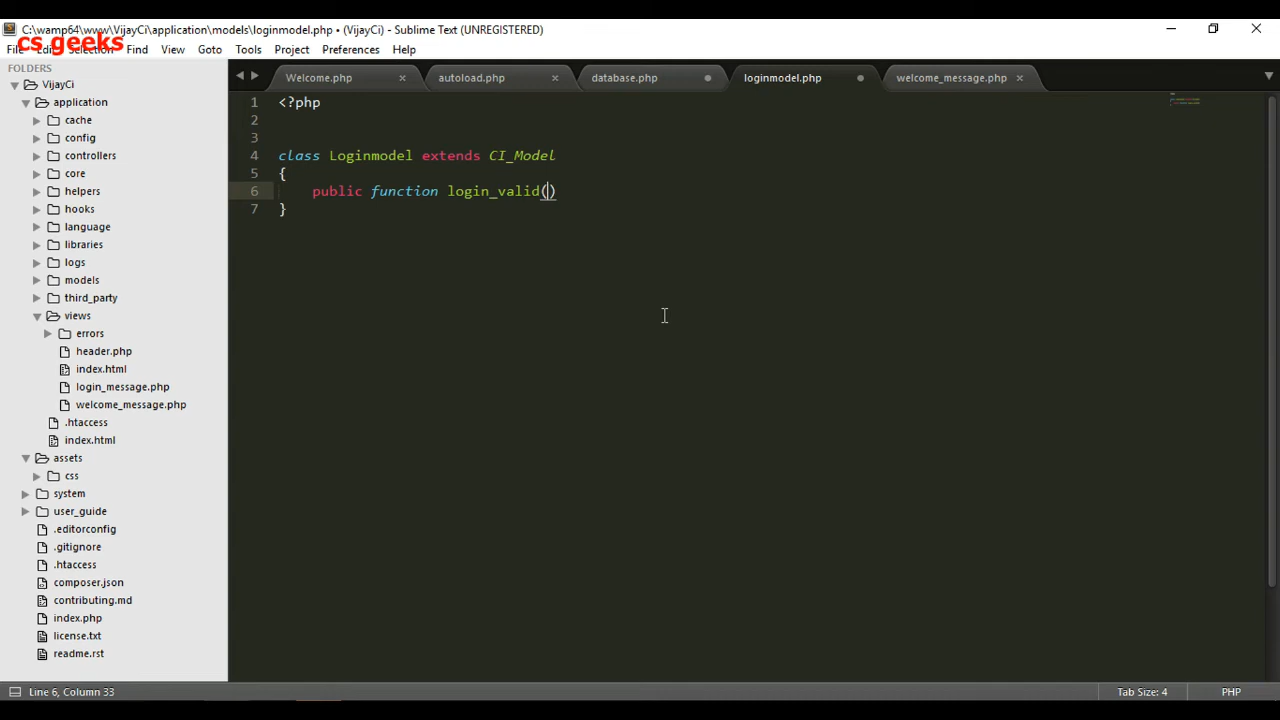 C:\wamp64\www\VijayCi\application\models\loginmodel.php • (VijayCi) - Sublime Text (UNREGISTERED)
cs geeks
File Edit Selection Find View Goto Tools Project Preferences Help
FOLDERS
Welcome.php autoload.php database.php loginmodel.php welcome_message.php
VijayCi
application
cache
config
controllers
core
helpers
hooks
language
libraries
logs
models
third_party
views
errors
header.php
index.html
login_message.php
welcome_message.php
.htaccess
index.html
assets
css
system
user_guide
.editorconfig
.gitignore
.htaccess
composer.json
contributing.md
index.php
license.txt
readme.rst
1 <?php
2
3
4 class Loginmodel extends CI_Model
5 {
6 public function login_valid()
7 }
Line 6, Column 33
Tab Size: 4
PHP